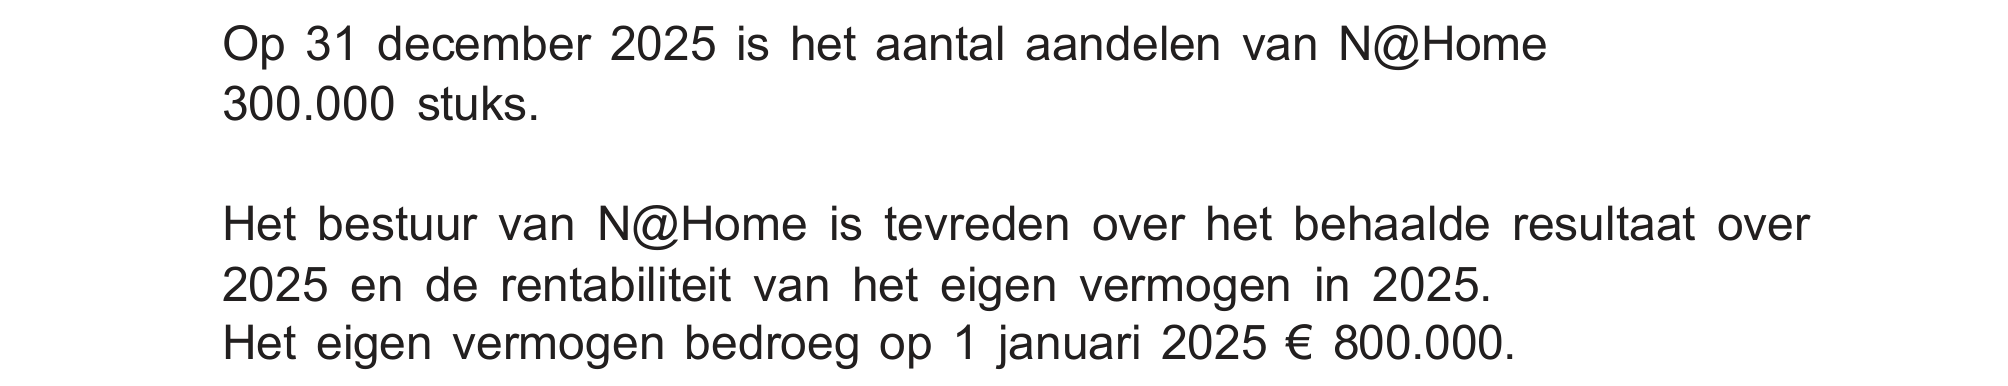 Op 31 december 2025 is het aantal aandelen van N@Home
300.000 stuks.
Het bestuur van N@Home is tevreden over het behaalde resultaat over
2025 en de rentabiliteit van het eigen vermogen in 2025.
Het eigen vermogen bedroeg op 1 januari 2025 € 800.000.